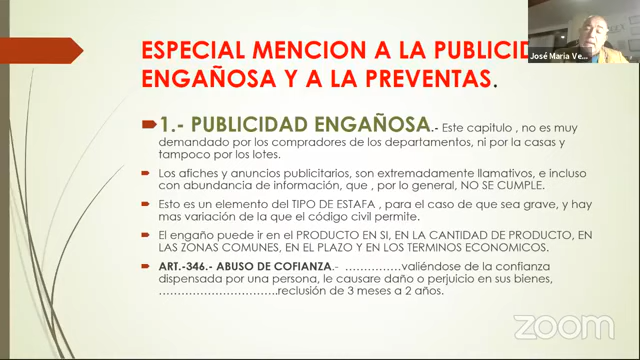 ESPECIAL MENCION A LA PUBLICID
ENGAÑOSA Y A LA PREVENTAS.
1.- PUBLICIDAD ENGAÑOSA.- Este capitulo , no es muy
demandado por los compradores de los departamentos, ni por la casas y
tampoco por los lotes.
Los afiches y anuncios publicitarios, son extremadamente llamativos, e incluso
con abundancia de información, que , por lo general, NO SE CUMPLE.
Esto es un elemento del TIPO DE ESTAFA , para el caso de que sea grave, y hay
mas variación de la que el código civil permite.
El engaño puede ir en el PRODUCTO EN SI, EN LA CANTIDAD DE PRODUCTO, EN
LAS ZONAS COMUNES, EN EL PLAZO Y EN LOS TERMINOS ECONOMICOS.
ART.-346.- ABUSO DE COFIANZA.- ……………valiéndose de la confianza
dispensada por una persona, le causare daño o perjuicio en sus bienes,
…………………………..reclusión de 3 meses a 2 años.
José Maria Ve...
zoom